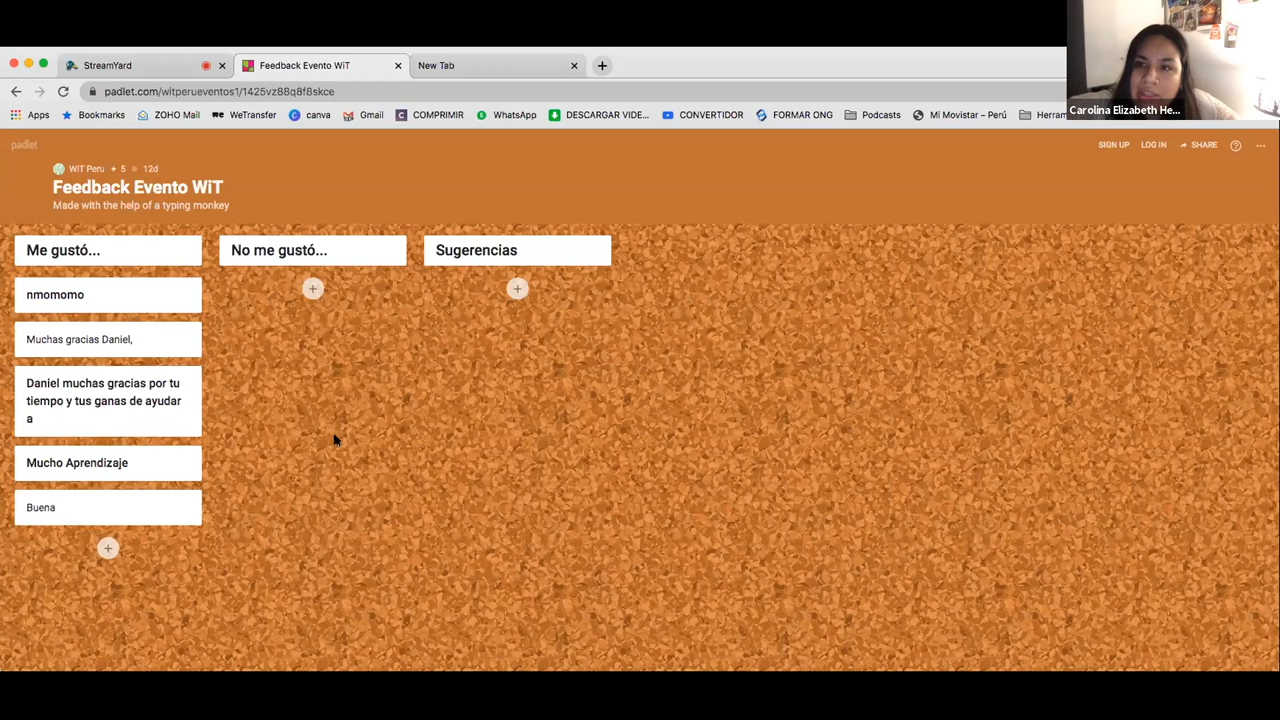 StreamYard
Feedback Evento WiT
New Tab
padlet.com/witperueventos1/1425vz88q8f8skce
Apps
Bookmarks
ZOHO Mail
WeTransfer
canva
Gmail
COMPRIMIR
WhatsApp
DESCARGAR VIDE...
CONVERTIDOR
FORMAR ONG
Podcasts
Mi Movistar – Perú
Herram
Carolina Elizabeth He...
padlet
SIGN UP
LOG IN
SHARE
WiT Peru + 5 12d
Feedback Evento WiT
Made with the help of a typing monkey
Me gustó...
nmomomo
Muchas gracias Daniel,
Daniel muchas gracias por tu
tiempo y tus ganas de ayudar
a
Mucho Aprendizaje
Buena
No me gustó...
Sugerencias